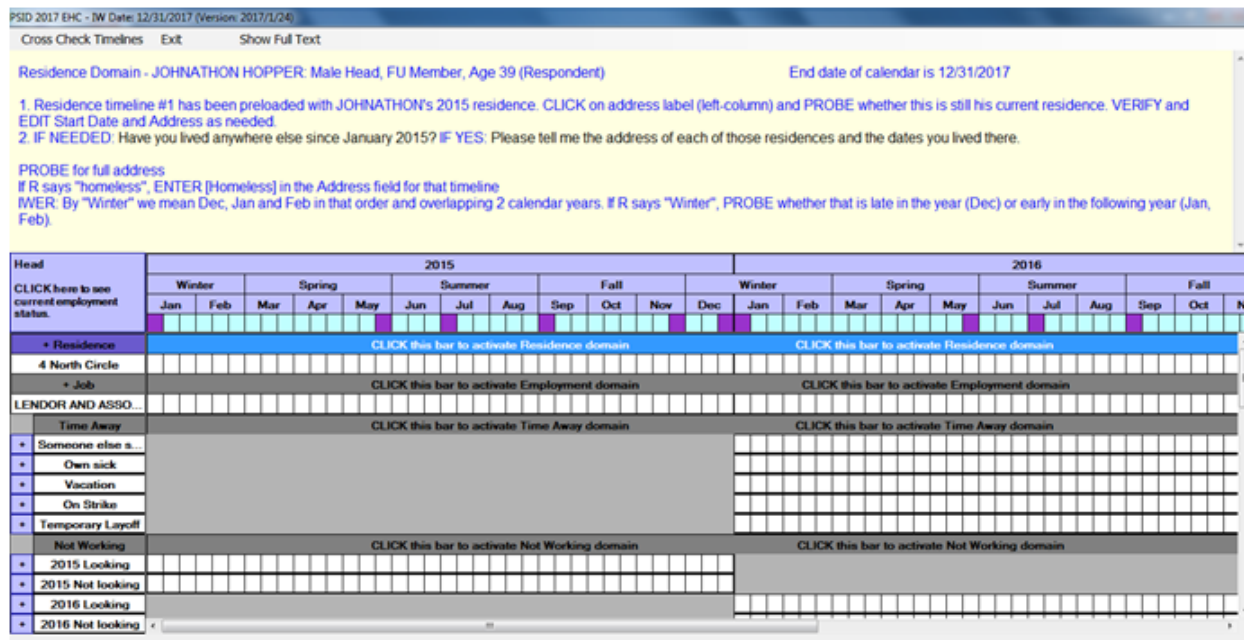 PSID 2017 EHC - IW Date: 12/31/2017 (Version: 2017/1/24)
Cross Check Timelines Exit Show Full Text
Residence Domain - JOHNATHON HOPPER: Male Head, FU Member, Age 39 (Respondent) End date of calendar is 12/31/2017
1. Residence timeline #1 has been preloaded with JOHNATHON's 2015 residence. CLICK on address label (left-column) and PROBE whether this is still his current residence. VERIFY and
EDIT Start Date and Address as needed.
2. IF NEEDED: Have you lived anywhere else since January 2015? IF YES: Please tell me the address of each of those residences and the dates you lived there.
PROBE for full address
If R says "homeless", ENTER [Homeless] in the Address field for that timeline
IWER: By "Winter" we mean Dec, Jan and Feb in that order and overlapping 2 calendar years. If R says "Winter", PROBE whether that is late in the year (Dec) or early in the following year (Jan,
Feb).
Head 2015 2016
CLICK here to see current employment status.
Winter Spring Summer Fall Winter Spring Summer Fall
Jan Feb Mar Apr May Jun Jul Aug Sep Oct Nov Dec Jan Feb Mar Apr May Jun Jul Aug Sep Oct N
+ Residence CLICK this bar to activate Residence domain CLICK this bar to activate Residence domain
4 North Circle
+ Job CLICK this bar to activate Employment domain CLICK this bar to activate Employment domain
LENDOR AND ASSO...
Time Away CLICK this bar to activate Time Away domain CLICK this bar to activate Time Away domain
+ Someone else s...
+ Own sick
+ Vacation
+ On Strike
+ Temporary Layoff
Not Working CLICK this bar to activate Not Working domain CLICK this bar to activate Not Working domain
+ 2015 Looking
+ 2015 Not looking
+ 2016 Looking
+ 2016 Not looking